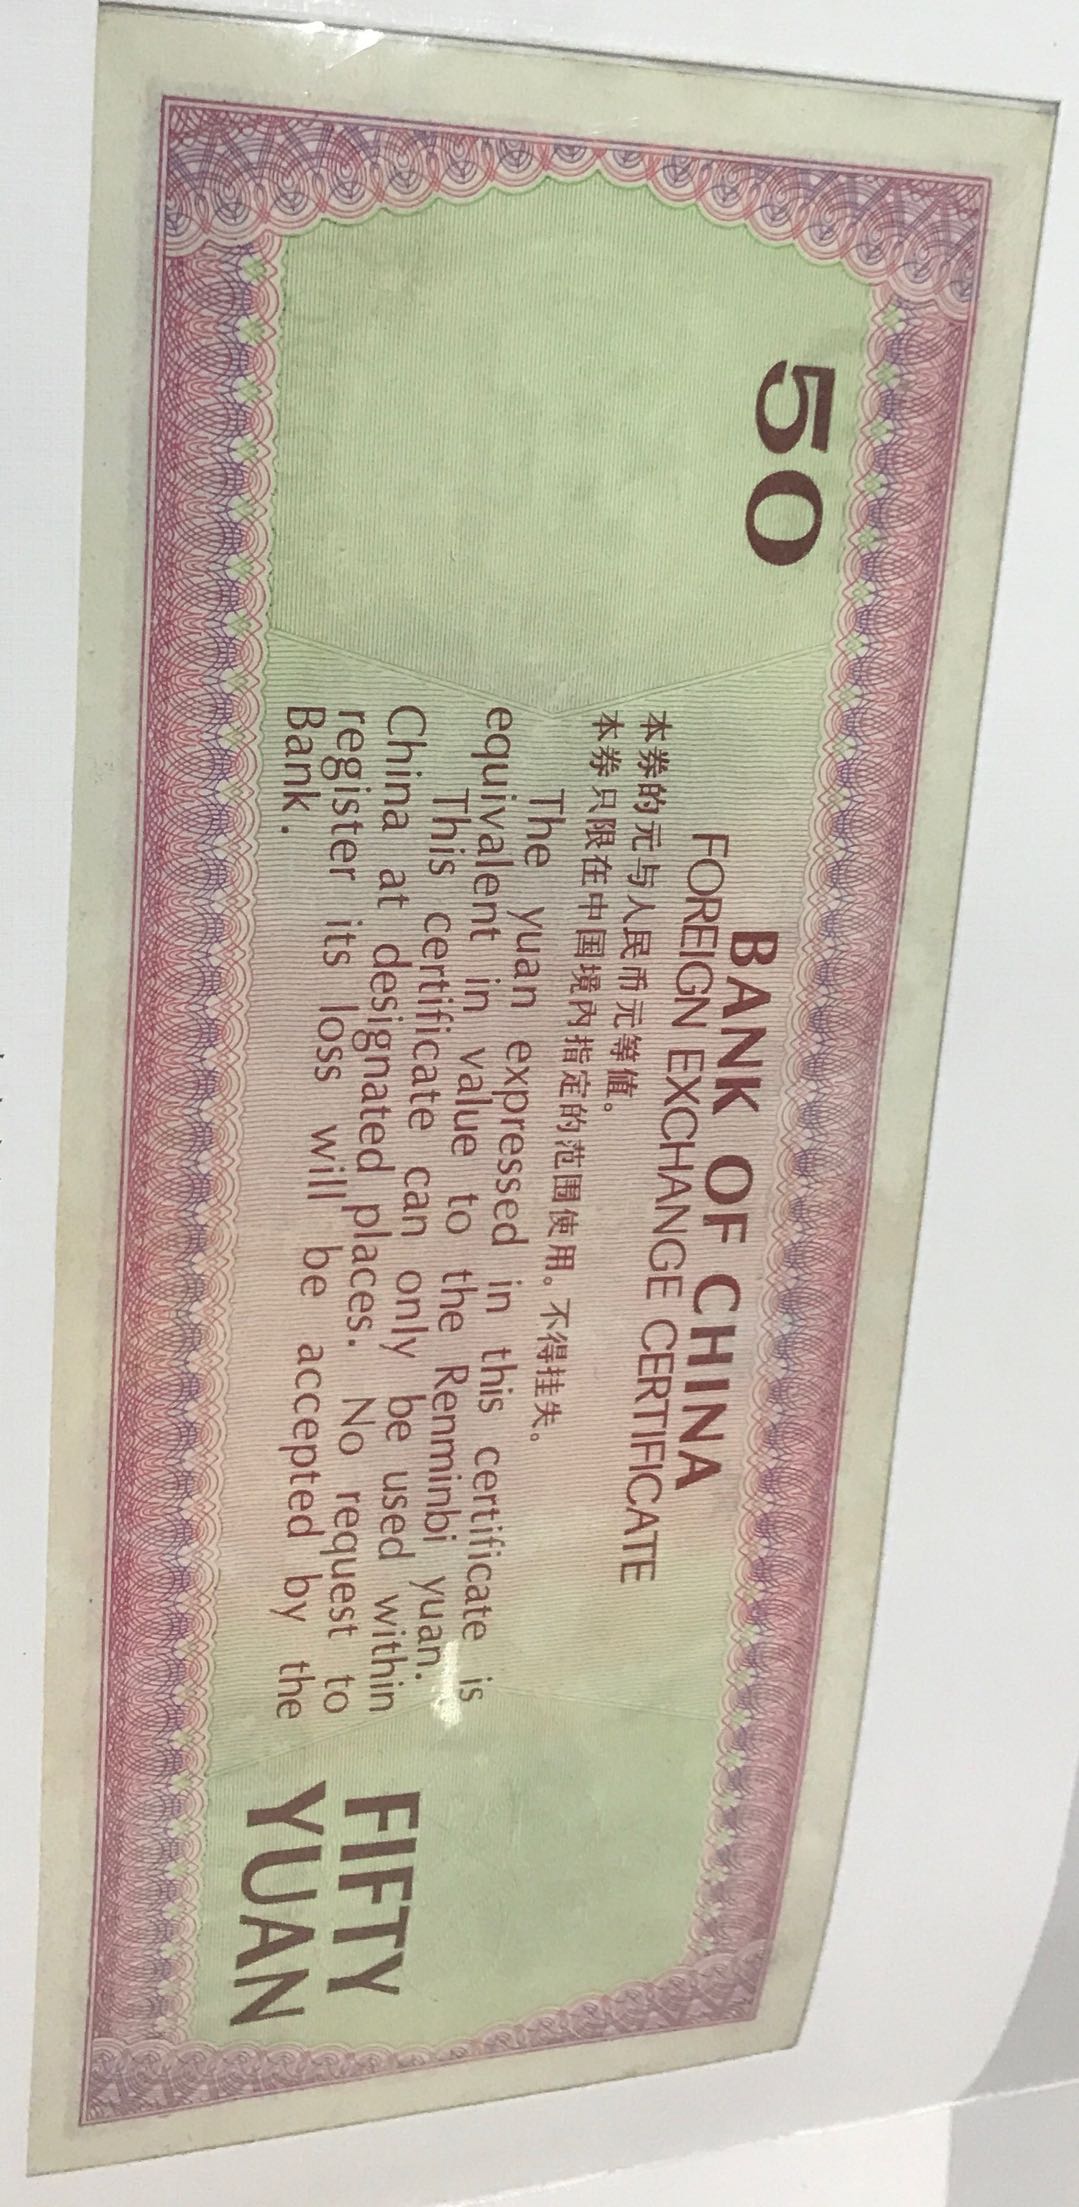 50
BANK OF CHINA
FOREIGN EXCHANGE CERTIFICATE
本券的元与人民币元等值。
本券只限在中国境内指定的范围使用。不得挂失。
The yuan expressed in this certificate is
equivalent in value to the Renminbi yuan.
This certificate can only be used within
China at designated places. No request to
register its loss will be accepted by the
Bank.
FIFTY
YUAN